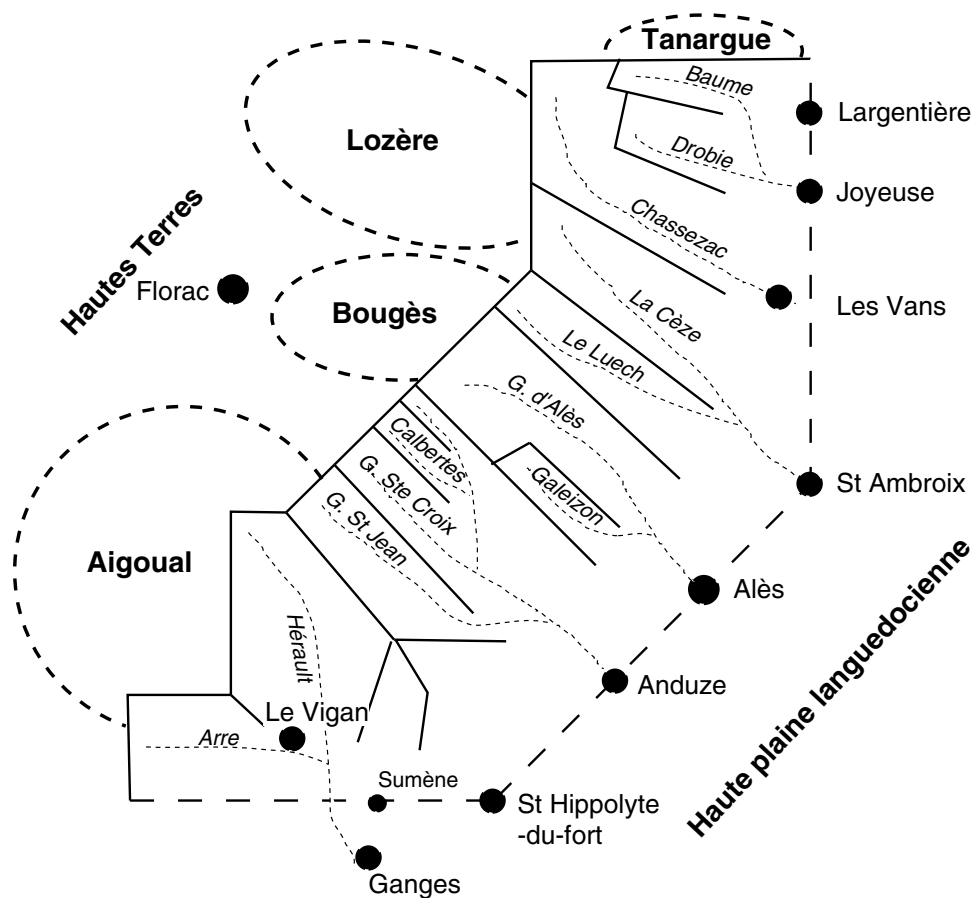 Tanargue
Baume
Largentière
Lozère
Drobie
Joyeuse
Hautes Terres
Chassezac
Florac
Les Vans
Bougès
La Cèze
Le Luech
G. d'Alès
Calbertes
G. Ste Croix
Galeizon
St Ambroix
G. St Jean
Aigoual
Alès
Hérault
Anduze
Haute plaine languedocienne
Le Vigan
Arre
Sumène
St Hippolyte
-du-fort
Ganges